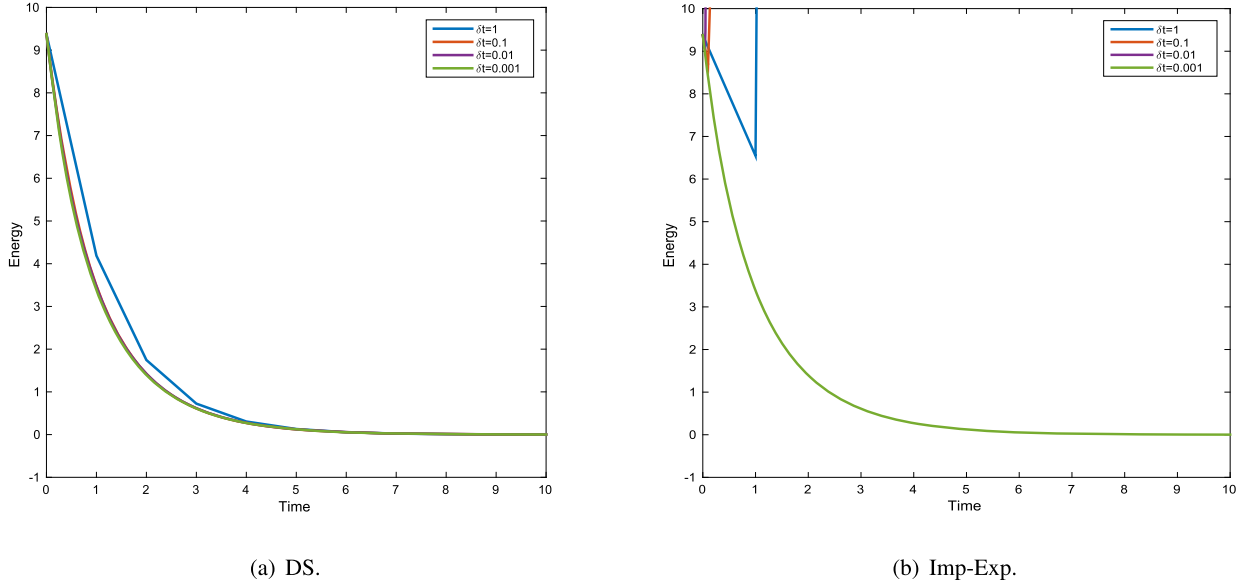 10
9
8
7
6
5
4
3
2
1
0
-1
Energy
δt=1
δt=0.1
δt=0.01
δt=0.001
0 1 2 3 4 5 6 7 8 9 10
Time
(a) DS.
10
9
8
7
6
5
4
3
2
1
0
-1
Energy
δt=1
δt=0.1
δt=0.01
δt=0.001
0 1 2 3 4 5 6 7 8 9 10
Time
(b) Imp-Exp.